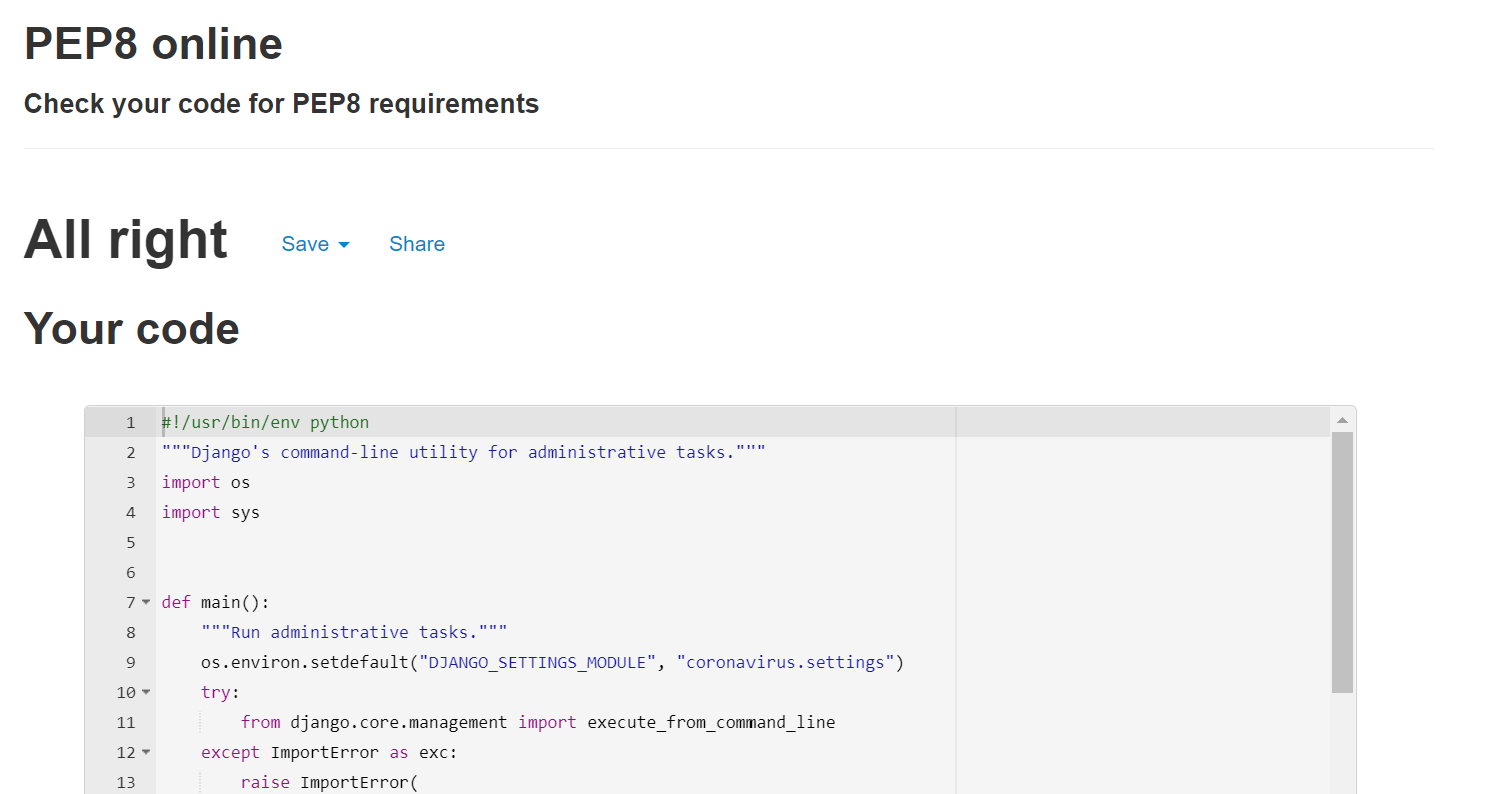 PEP8 online
Check your code for PEP8 requirements
All right Save Share
Your code
1 #!/usr/bin/env python
2 """Django's command-line utility for administrative tasks."""
3 import os
4 import sys
5
6
7 def main():
8     """Run administrative tasks."""
9     os.environ.setdefault("DJANGO_SETTINGS_MODULE", "coronavirus.settings")
10     try:
11         from django.core.management import execute_from_command_line
12     except ImportError as exc:
13         raise ImportError(